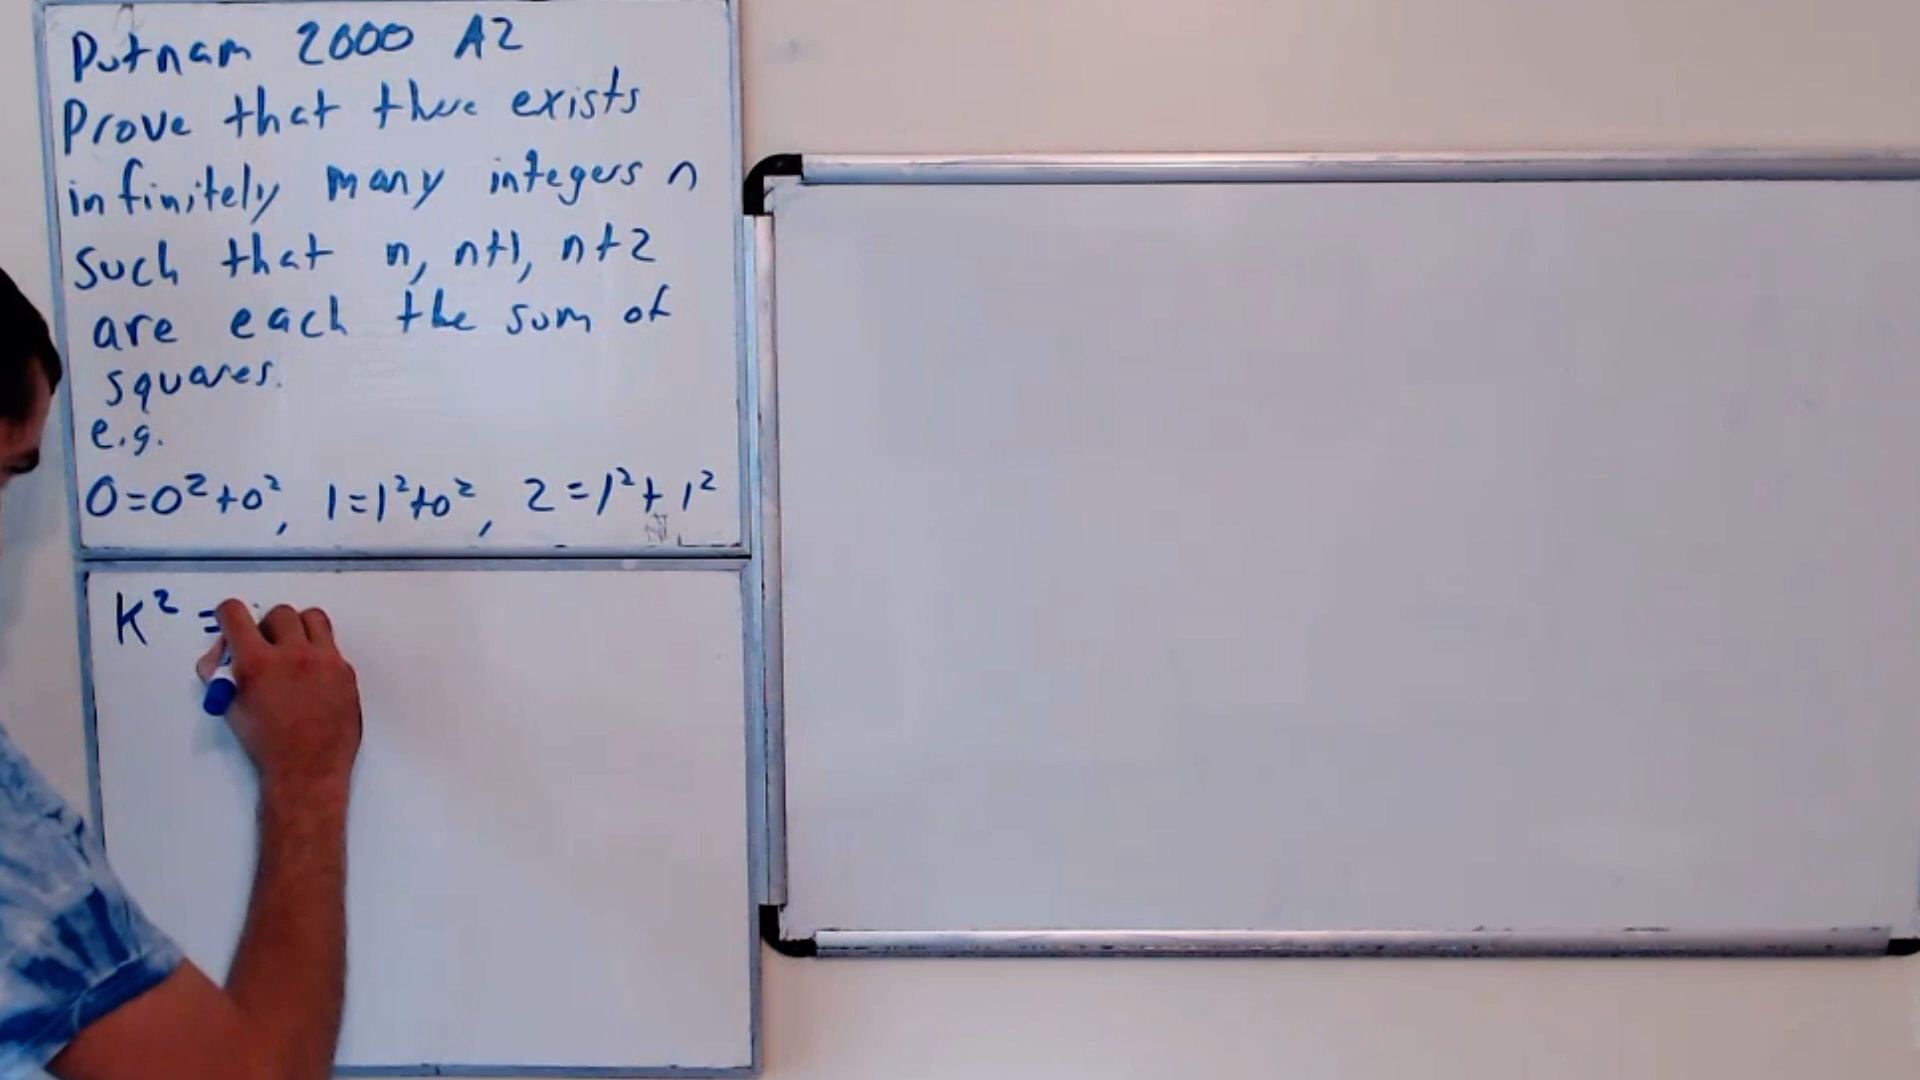 Putnam 2000 A2
Prove that there exists
infinitely many integers n
such that n, n+1, n+2
are each the sum of
squares.
e.g.
0=0²+0², 1=1²+0², 2=1²+1²
K² =